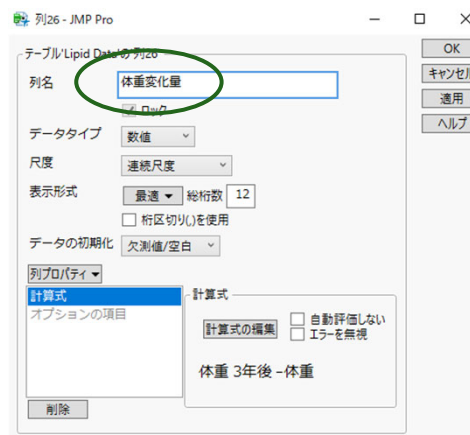 列26 - JMP Pro
テーブル'Lipid Data'の 列26
OK
列名 体重変化量
キャンセル
ロック
適用
データタイプ 数値
ヘルプ
尺度 連続尺度
表示形式 最適 総桁数 12
桁区切り(,)を使用
データの初期化 欠測値/空白
列プロパティ
計算式
計算式
オプションの項目
計算式の編集
自動評価しない
エラーを無視
体重 3年後 –体重
削除